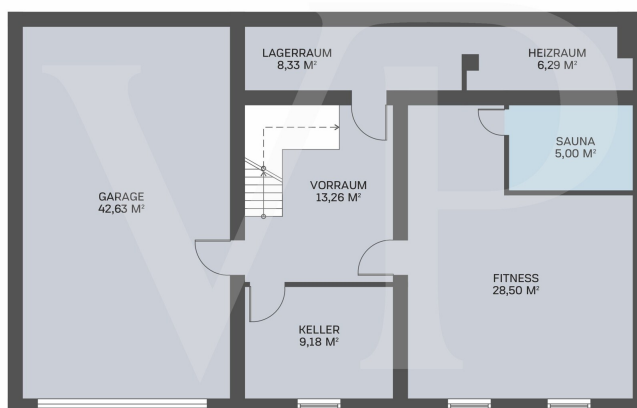 LAGERRAUM
8,33 M²
HEIZRAUM
6,29 M²
SAUNA
5,00 M²
GARAGE
42,63 M²
VORRAUM
13,26 M²
FITNESS
28,50 M²
KELLER
9,18 M²
VP